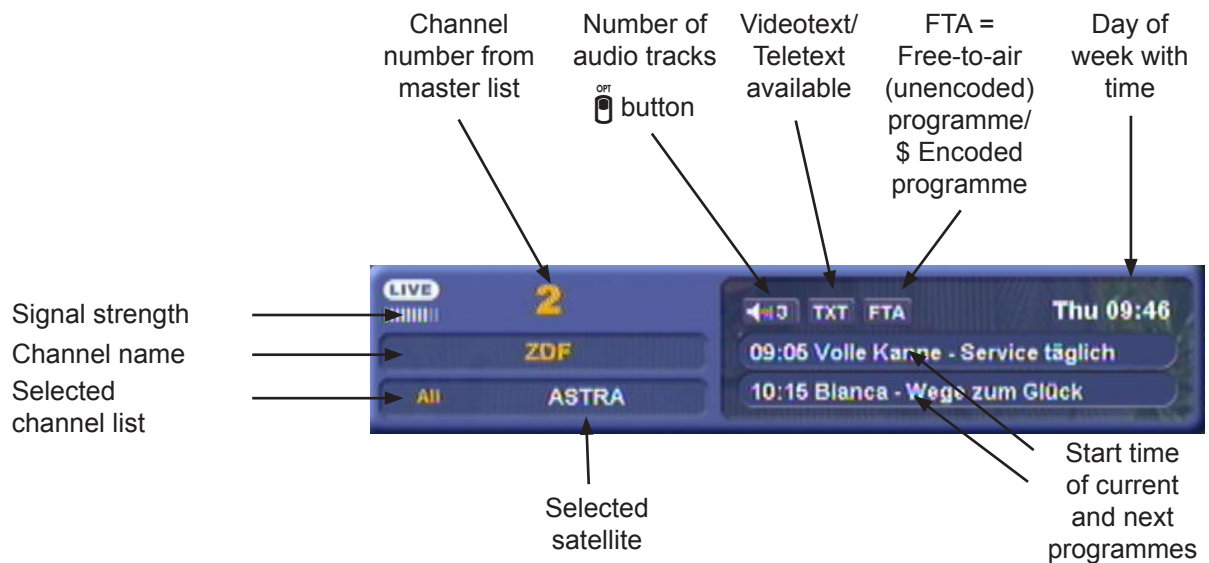 Channel
number from
master list
Number of
audio tracks
OPT
button
Videotext/
Teletext
available
FTA =
Free-to-air
(unencoded)
programme/
$ Encoded
programme
Day of
week with
time
Signal strength
Channel name
Selected
channel list
LIVE
2
ZDF
All ASTRA
TXT FTA Thu 09:46
09:05 Volle Kanne - Service täglich
10:15 Bianca - Wege zum Glück
Selected
satellite
Start time
of current
and next
programmes